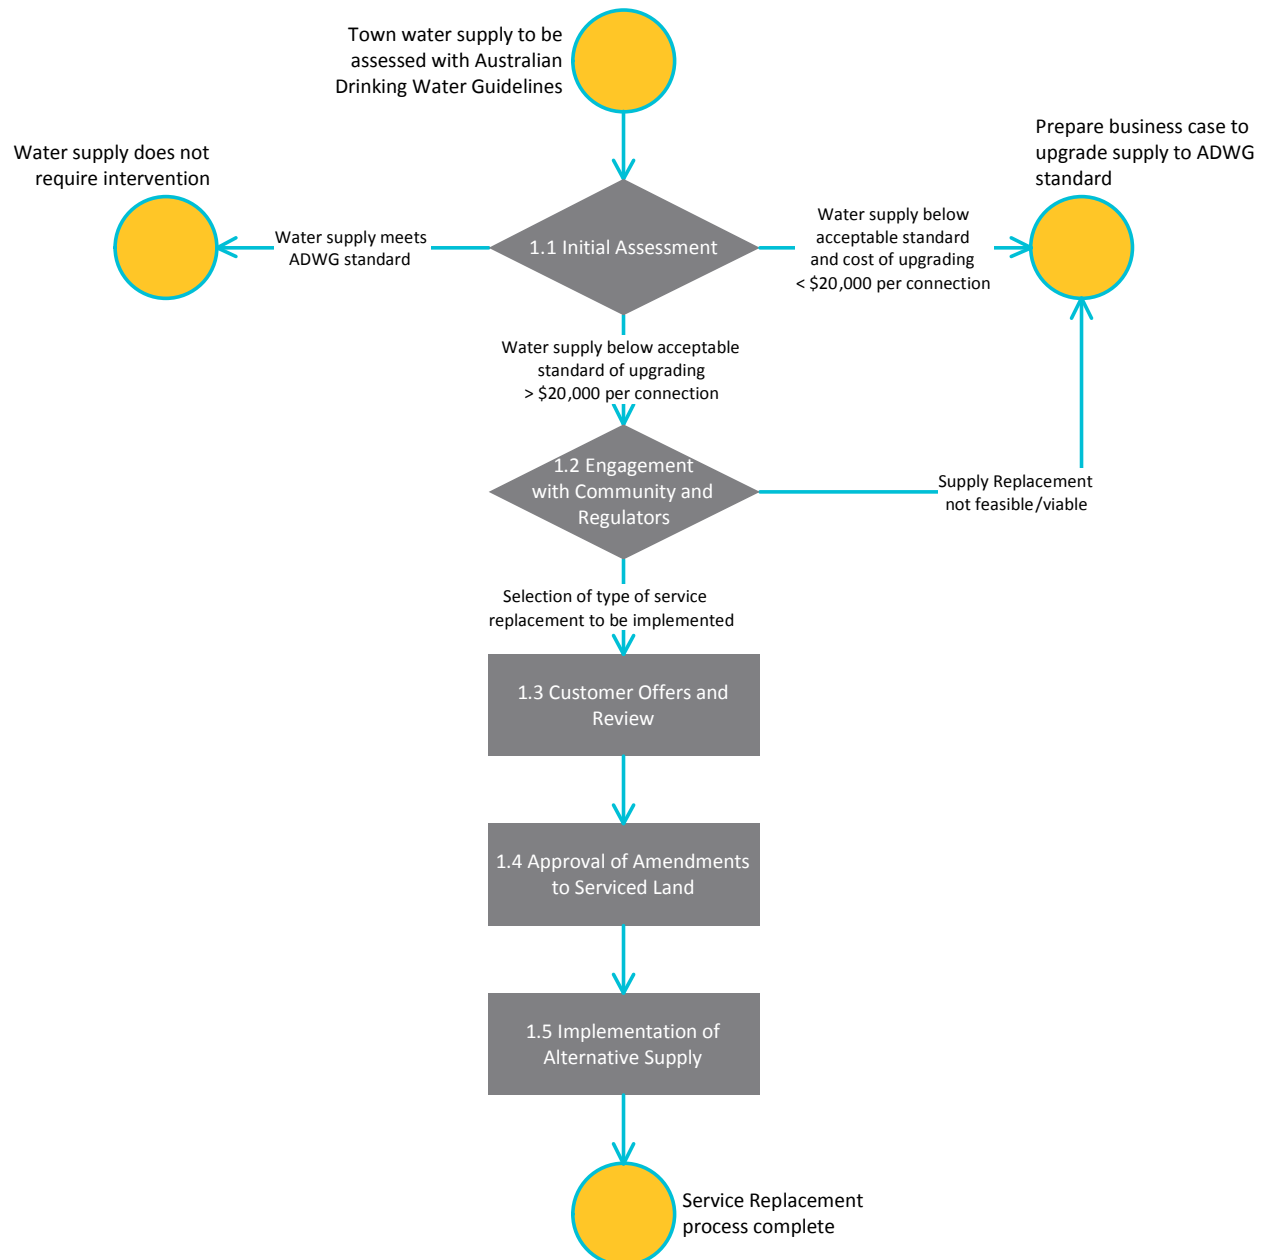 Town water supply to be
assessed with Australian
Drinking Water Guidelines
Water supply does not
require intervention
Prepare business case to
upgrade supply to ADWG
standard
Water supply meets
ADWG standard
1.1 Initial Assessment
Water supply below
acceptable standard
and cost of upgrading
< $20,000 per connection
Water supply below acceptable
standard of upgrading
> $20,000 per connection
1.2 Engagement
with Community and
Regulators
Supply Replacement
not feasible/viable
Selection of type of service
replacement to be implemented
1.3 Customer Offers and
Review
1.4 Approval of Amendments
to Serviced Land
1.5 Implementation of
Alternative Supply
Service Replacement
process complete